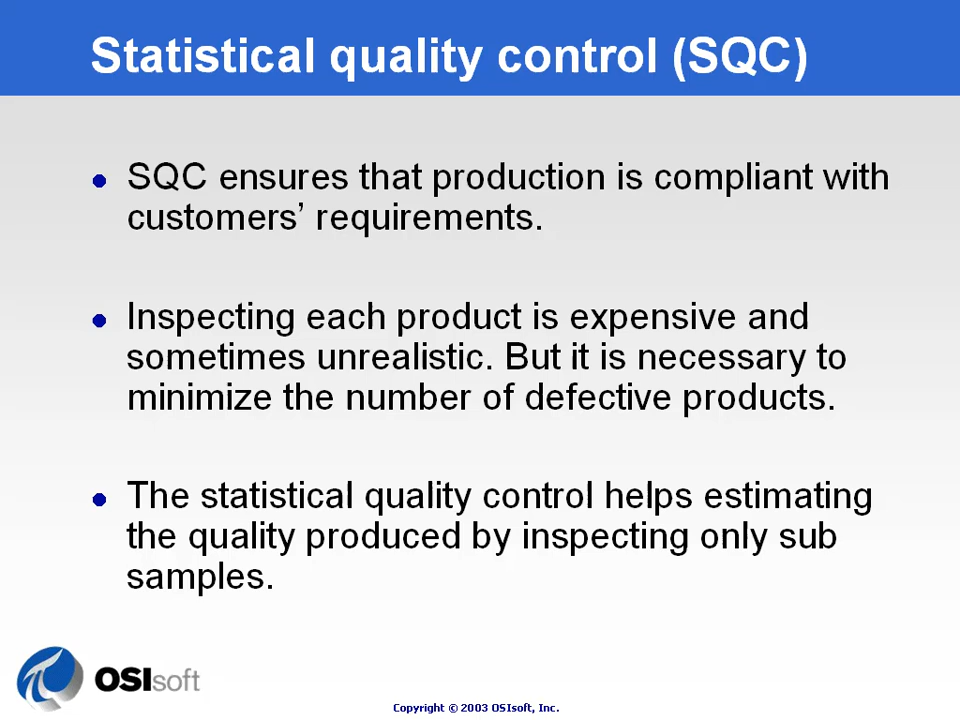 Statistical quality control (SQC)
• SQC ensures that production is compliant with
customers’ requirements.
• Inspecting each product is expensive and
sometimes unrealistic. But it is necessary to
minimize the number of defective products.
• The statistical quality control helps estimating
the quality produced by inspecting only sub
samples.
OSIsoft
Copyright © 2003 OSIsoft, Inc.